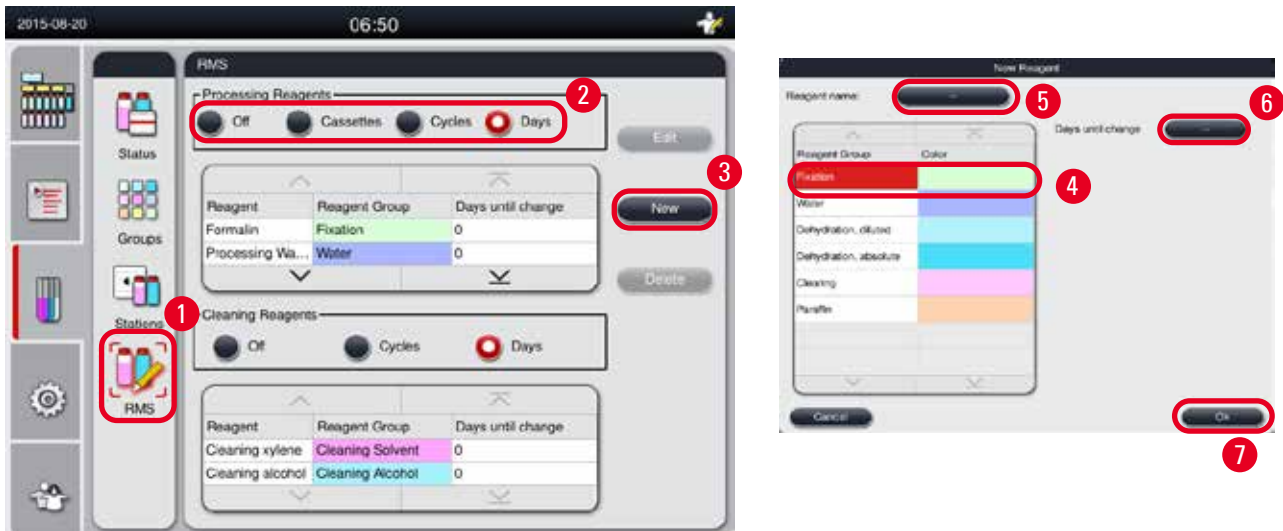 2015-08-20 06:50
RMS
Processing Reagents
2
Off Cassettes Cycles Days
Edit
Status
3
Reagent Reagent Group Days until change
New
Formalin Fixation 0
Groups
Processing Wa... Water 0
Delete
1
Stations
Cleaning Reagents
Off Cycles Days
RMS
Reagent Reagent Group Days until change
Cleaning xylene Cleaning Solvent 0
Cleaning alcohol Cleaning Alcohol 0
New Reagent
Reagent name: -- 5
6
Days until change --
Reagent Group Color
Fixation 4
Water
Dehydration, diluted
Dehydration, absolute
Clearing
Paraffin
Cancel Ok
7